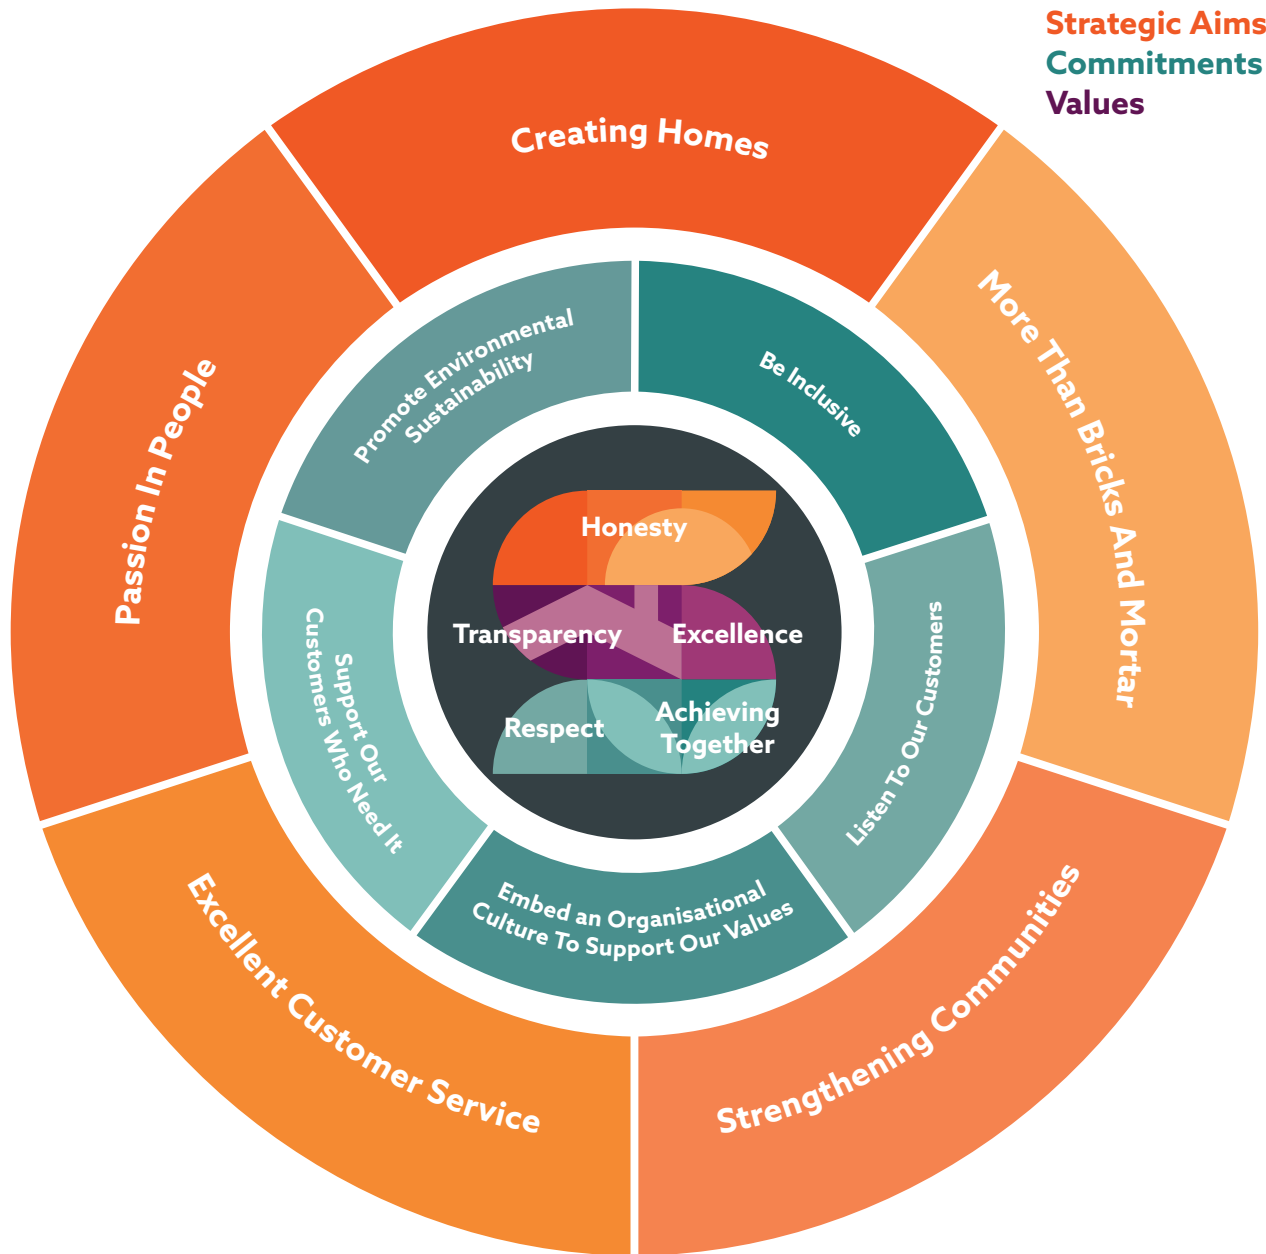 Strategic Aims
Commitments
Values
Creating Homes
More Than Bricks And Mortar
Strengthening Communities
Excellent Customer Service
Passion In People
Be Inclusive
Listen To Our Customers
Embed an Organisational
Culture To Support Our Values
Support Our
Customers Who Need It
Promote Environmental
Sustainability
Honesty
Transparency
Excellence
Respect
Achieving
Together